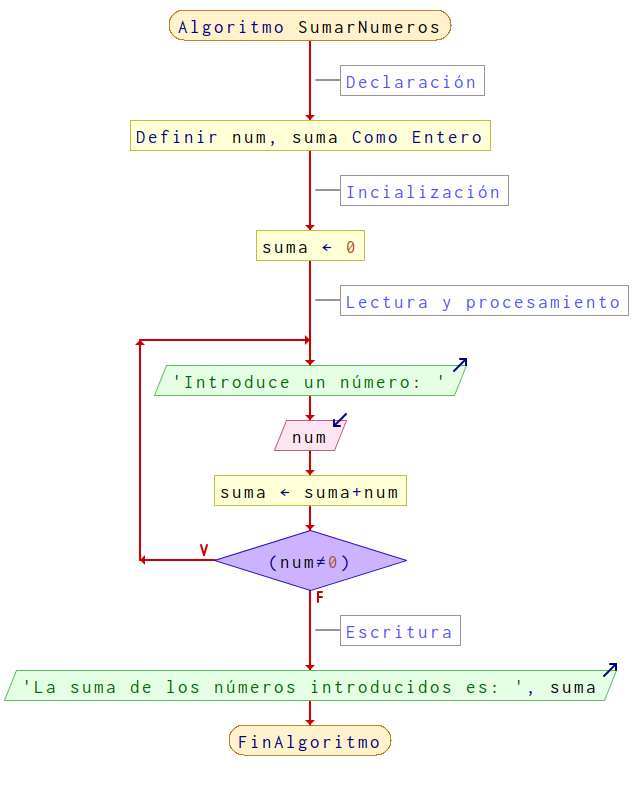 Algoritmo SumarNumeros
Declaración
Definir num, suma Como Entero
Incialización
suma ← 0
Lectura y procesamiento
'Introduce un número: '
num
suma ← suma+num
V
(num≠0)
F
Escritura
'La suma de los números introducidos es: ', suma
FinAlgoritmo